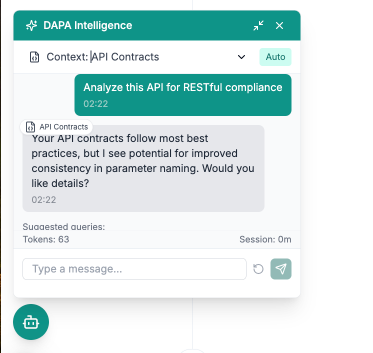 DAPA Intelligence
Context: API Contracts
Auto
Analyze this API for RESTful compliance
02:22
API Contracts
Your API contracts follow most best
practices, but I see potential for improved
consistency in parameter naming. Would you
like details?
02:22
Suggested queries:
Tokens: 63
Session: 0m
Type a message...